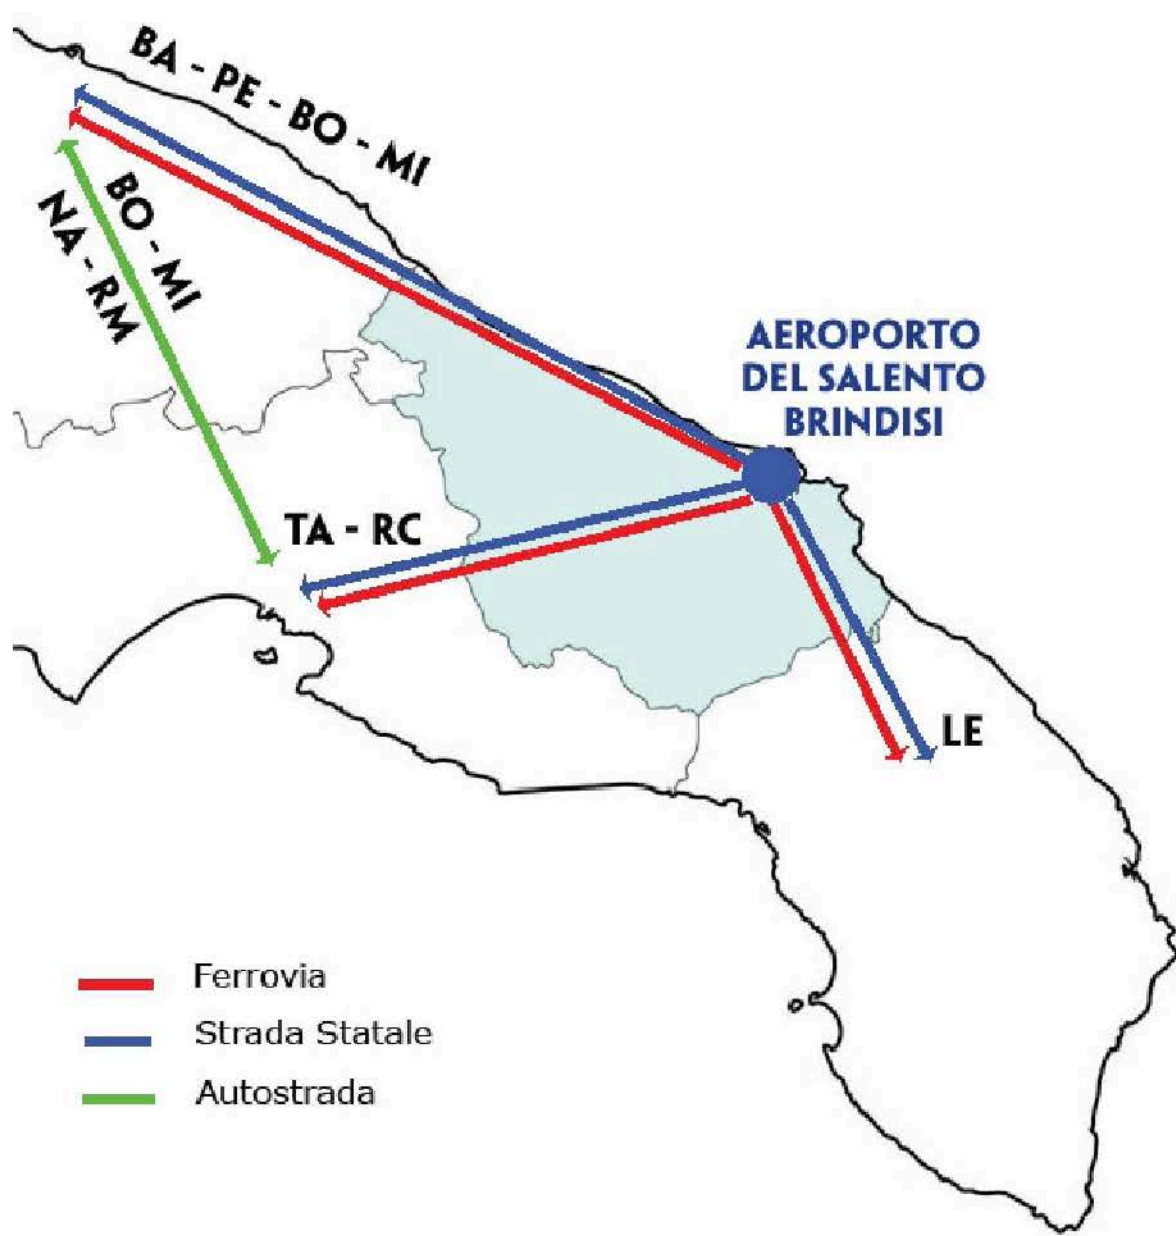 BA - PE - BO - MI
BO - MI
NA - RM
AEROPORTO
DEL SALENTO
BRINDISI
TA - RC
LE
Ferrovia
Strada Statale
Autostrada